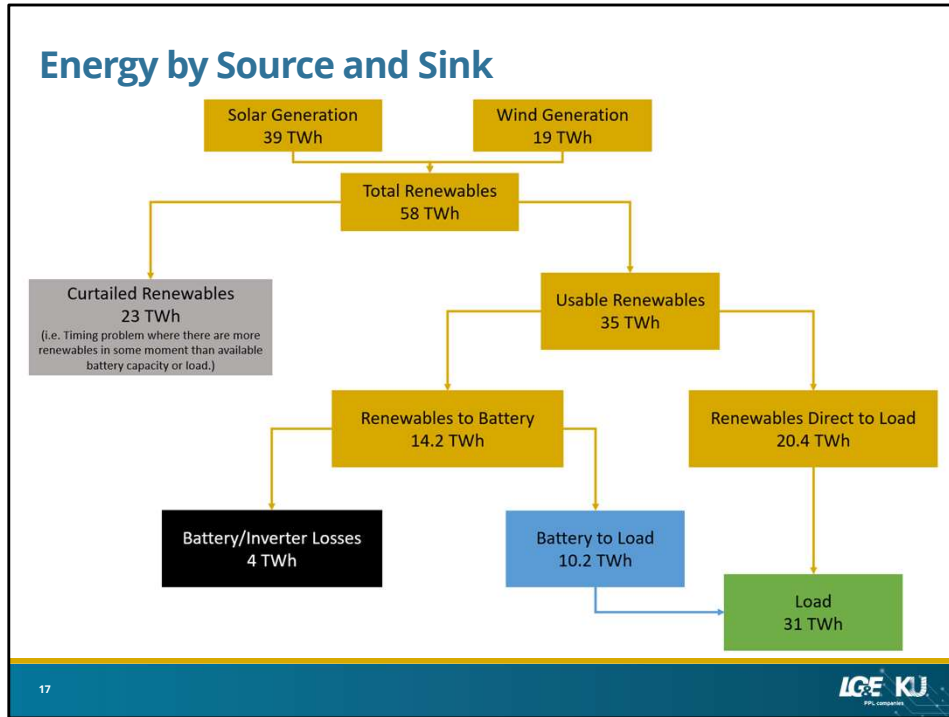 Energy by Source and Sink
Solar Generation
39 TWh
Wind Generation
19 TWh
Total Renewables
58 TWh
Curtailed Renewables
23 TWh
(i.e. Timing problem where there are more
renewables in some moment than available
battery capacity or load.)
Usable Renewables
35 TWh
Renewables to Battery
14.2 TWh
Renewables Direct to Load
20.4 TWh
Battery/Inverter Losses
4 TWh
Battery to Load
10.2 TWh
Load
31 TWh
17
LG&E KU
PPL companies